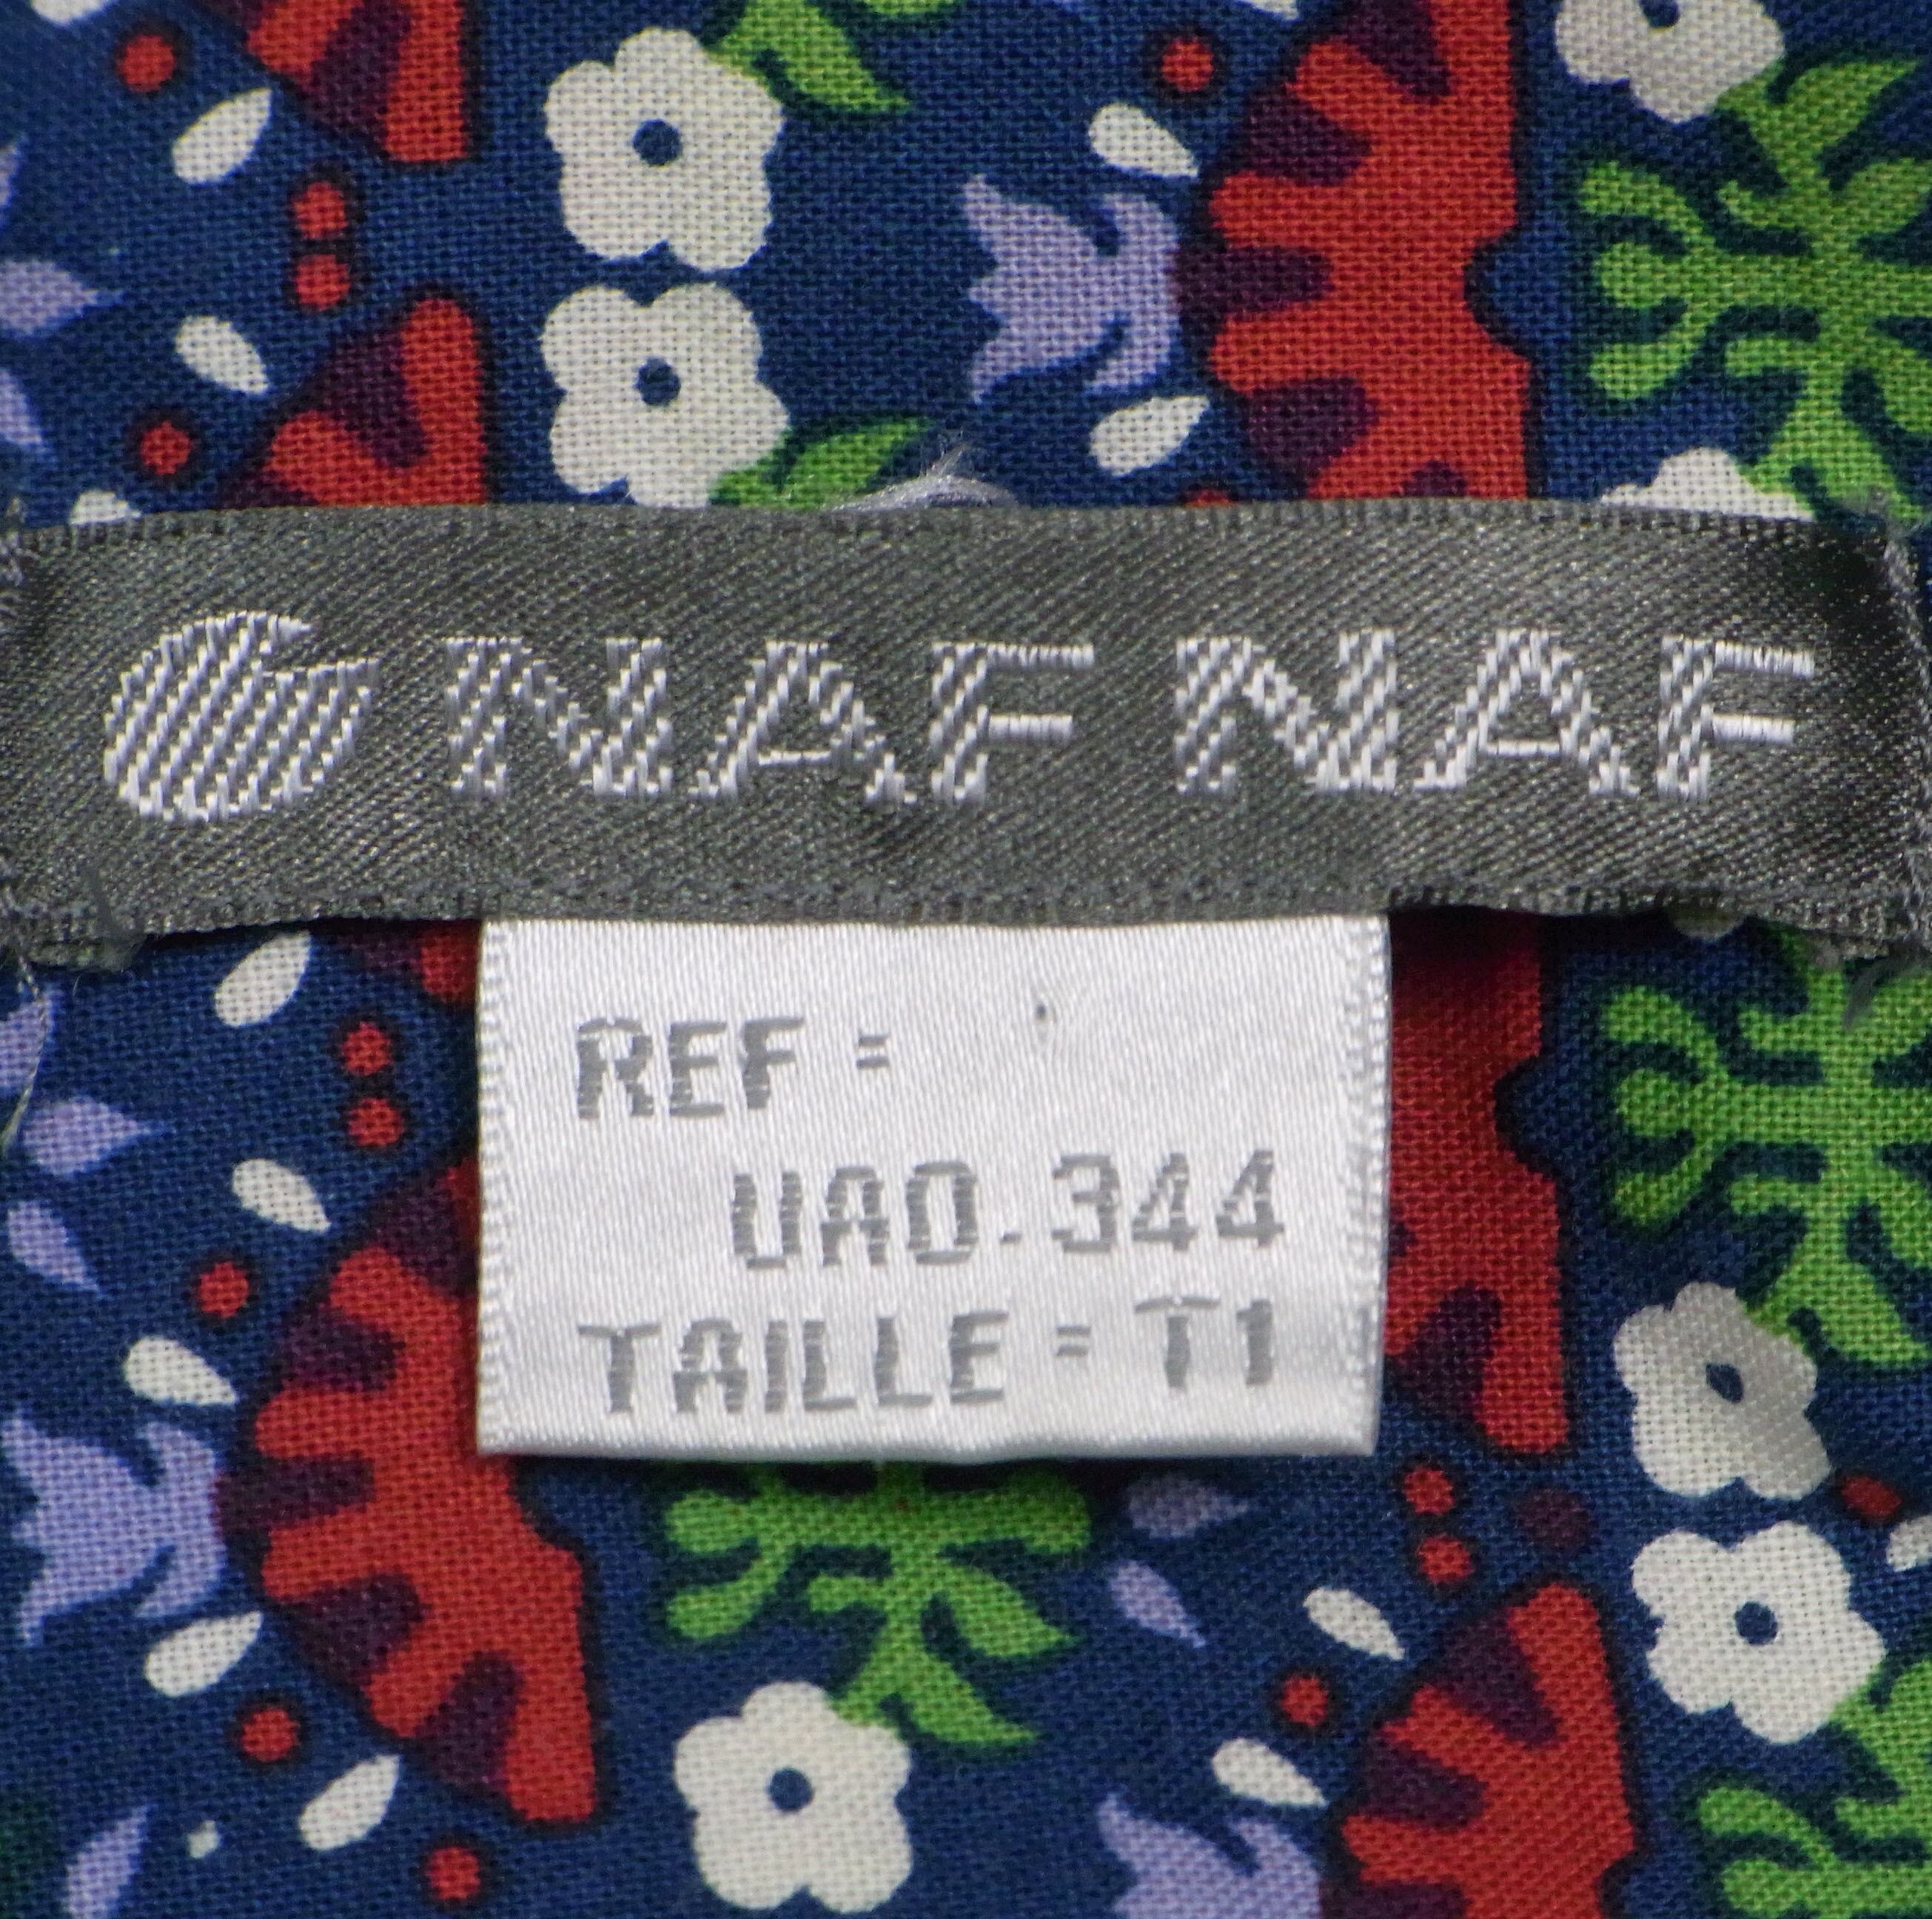 NAF NAF
REF =
UAO.344
TAILLE = T1